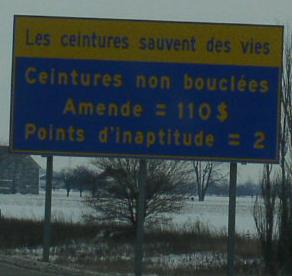 Les ceintures sauvent des vies
Ceintures non bouclées
Amende = 110 $
Points d'inaptitude = 2